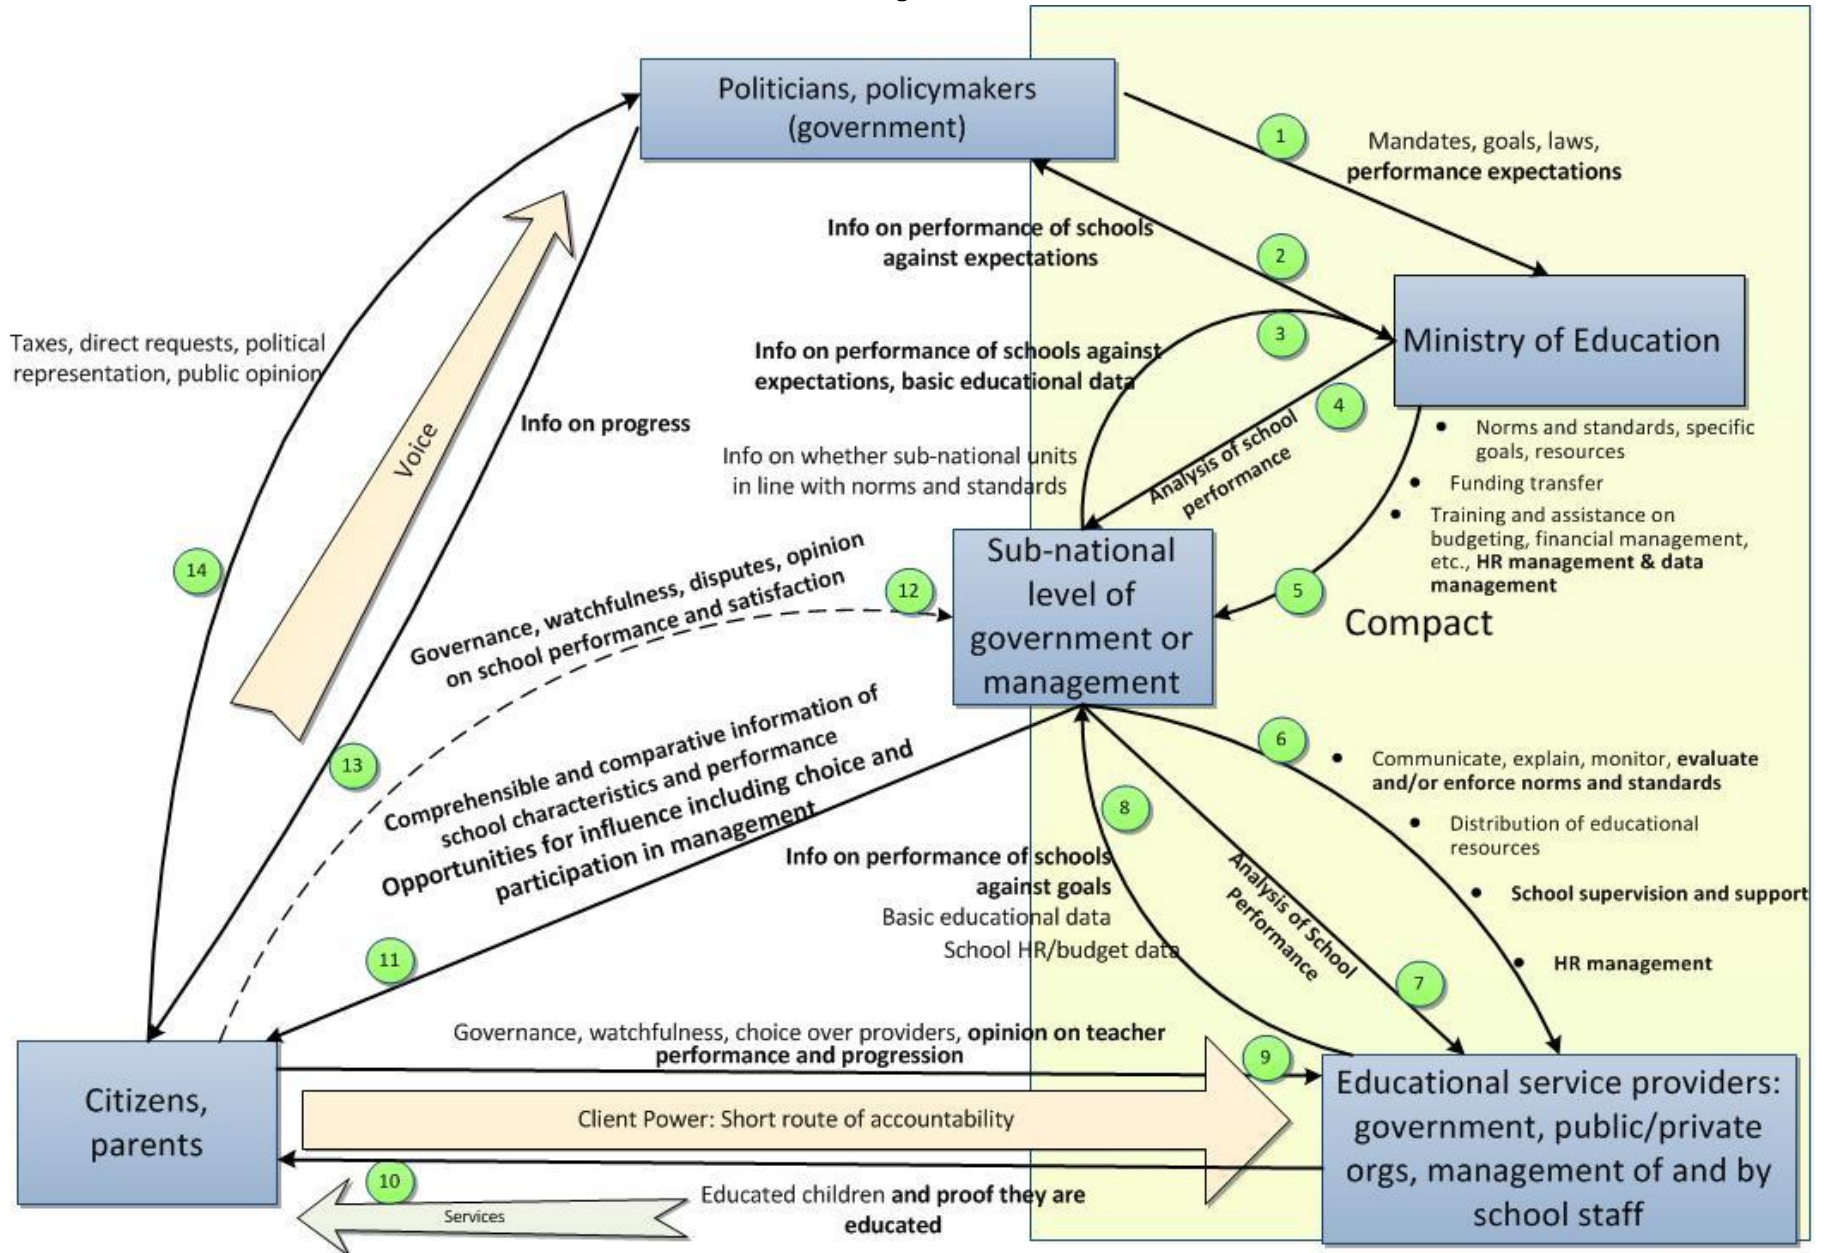 Politicians, policymakers
(government)
1
Mandates, goals, laws,
performance expectations
Info on performance of schools
against expectations
2
3
Ministry of Education
Info on performance of schools against
expectations, basic educational data
Taxes, direct requests, political
representation, public opinion
Voice
Info on progress
4
Analysis of school
performance
Info on whether sub-national units
in line with norms and standards
• Norms and standards, specific
goals, resources
• Funding transfer
• Training and assistance on
budgeting, financial management,
etc., HR management & data
management
5
Compact
14
Governance, watchfulness, disputes, opinion
on school performance and satisfaction
12
Sub-national
level of
government or
management
13
Comprehensible and comparative information of
school characteristics and performance
Opportunities for influence including choice and
participation in management
6
• Communicate, explain, monitor, evaluate
and/or enforce norms and standards
• Distribution of educational
resources
• School supervision and support
• HR management
8
Info on performance of schools
against goals
Basic educational data
School HR/budget data
Analysis of School
Performance
7
11
Governance, watchfulness, choice over providers, opinion on teacher
performance and progression
9
Citizens,
parents
Client Power: Short route of accountability
Educational service providers:
government, public/private
orgs, management of and by
school staff
10
Services
Educated children and proof they are
educated